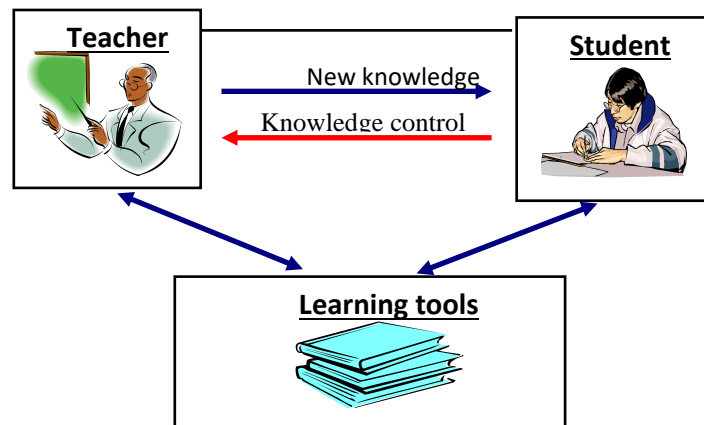 Teacher
Student
New knowledge
Knowledge control
Learning tools